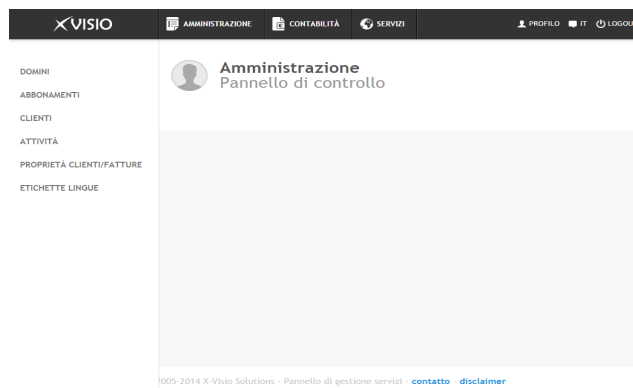 XVISIO
AMMINISTRAZIONE
CONTABILITÀ
SERVIZI
PROFILO
IT
LOGOU
DOMINI
ABBONAMENTI
CLIENTI
ATTIVITÀ
PROPRIETÀ CLIENTI/FATTURE
ETICHETTE LINGUE
Amministrazione
Pannello di controllo
2005-2014 X-Visio Solutions - Pannello di gestione servizi - contatto - disclaimer